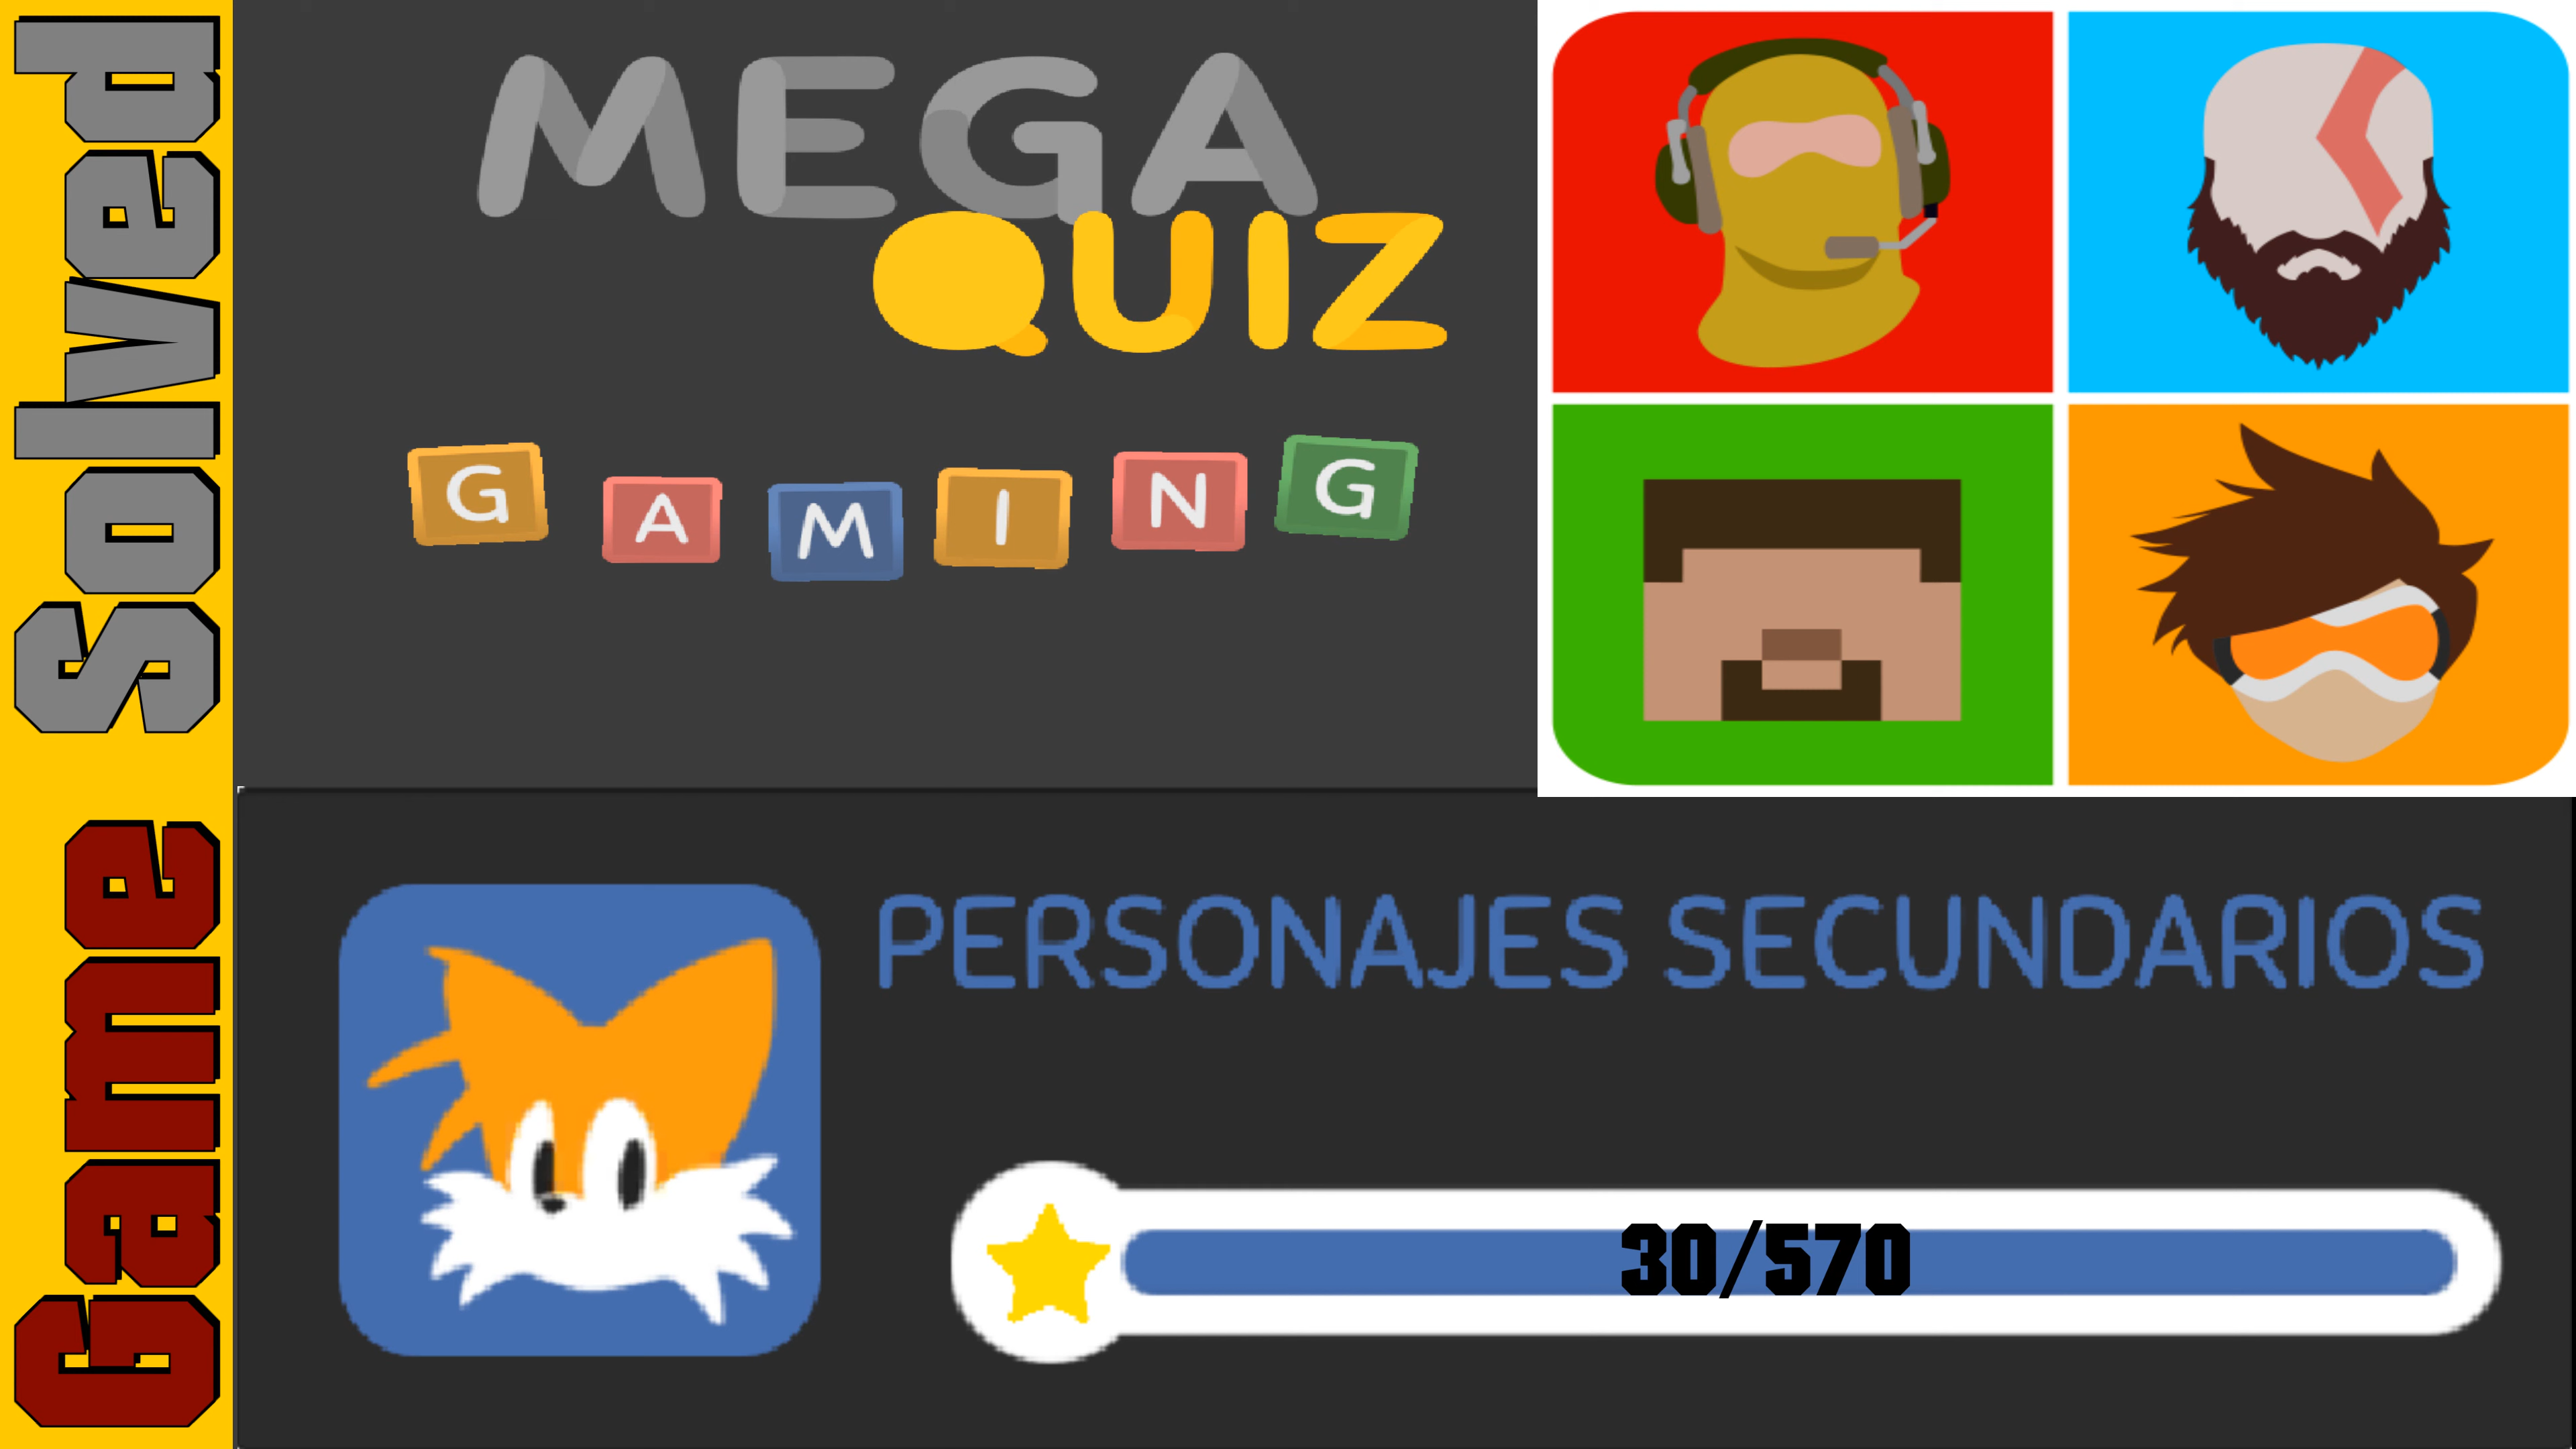 Game Solved
MEGA
QUIZ
GAMING
PERSONAJES SECUNDARIOS
30/570